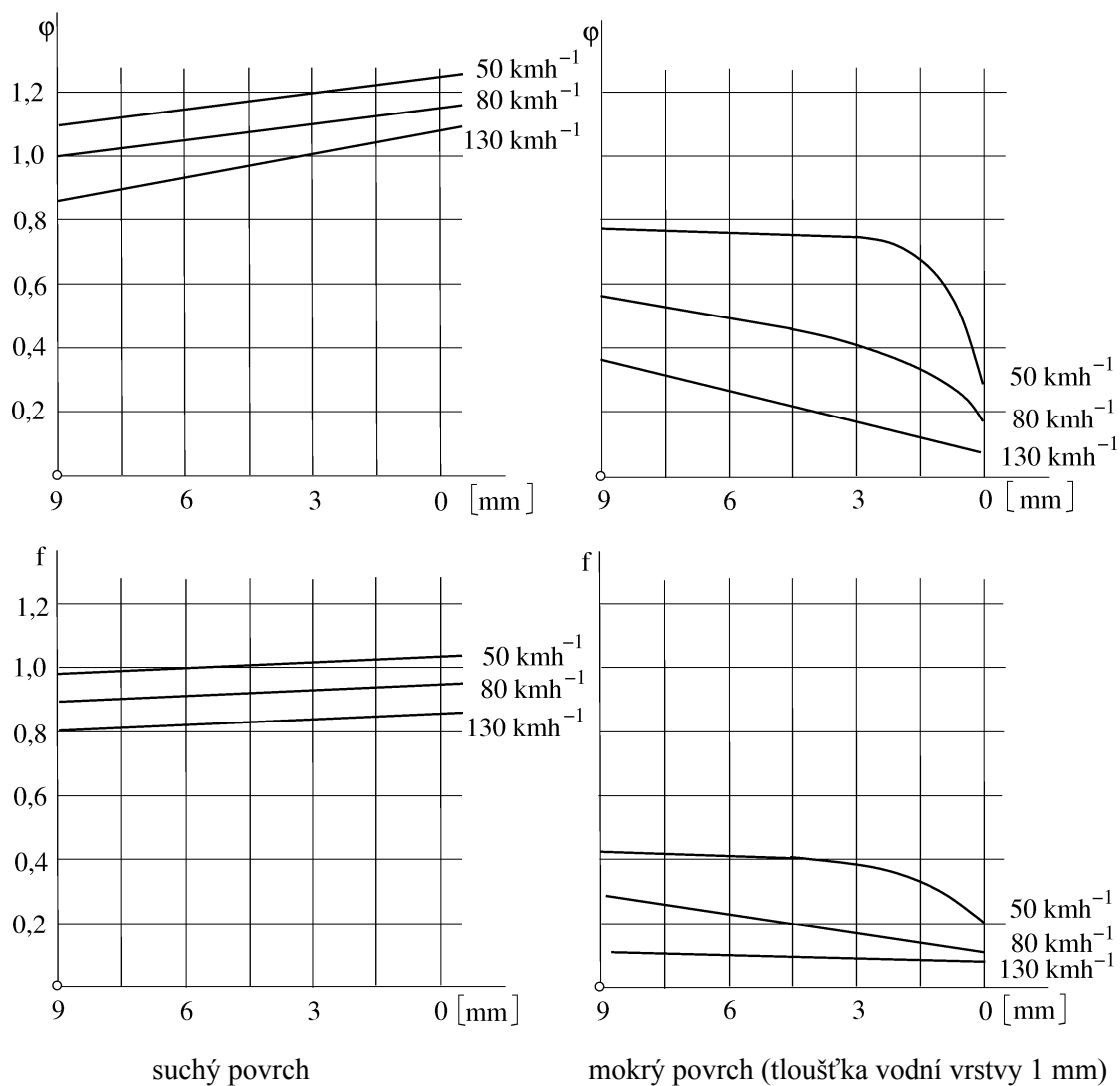 φ
1,2
1,0
0,8
0,6
0,4
0,2
50 kmh⁻¹
80 kmh⁻¹
130 kmh⁻¹
9 6 3 0 [mm]
φ
50 kmh⁻¹
80 kmh⁻¹
130 kmh⁻¹
9 6 3 0 [mm]
f
1,2
1,0
0,8
0,6
0,4
0,2
50 kmh⁻¹
80 kmh⁻¹
130 kmh⁻¹
9 6 3 0 [mm]
f
50 kmh⁻¹
80 kmh⁻¹
130 kmh⁻¹
9 6 3 0 [mm]
suchý povrch
mokrý povrch (tloušťka vodní vrstvy 1 mm)